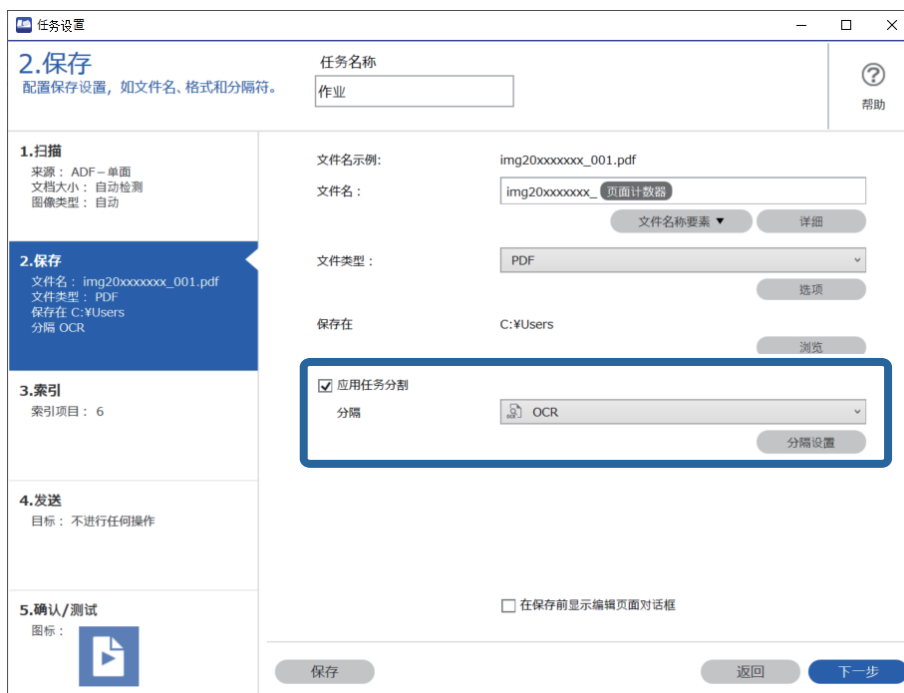 任务设置
2.保存
配置保存设置，如文件名、格式和分隔符。
任务名称
作业
帮助
1.扫描
来源： ADF－单面
文档大小： 自动检测
图像类型： 自动
2.保存
文件名： img20xxxxxxx_001.pdf
文件类型： PDF
保存在 C:¥Users
分隔 OCR
3.索引
索引项目： 6
4.发送
目标： 不进行任何操作
5.确认/测试
图标：
文件名示例: img20xxxxxxx_001.pdf
文件名： img20xxxxxxx_ 页面计数器
文件名称要素 ▼ 详细
文件类型： PDF
选项
保存在 C:¥Users
浏览
应用任务分割
分隔 OCR
分隔设置
在保存前显示编辑页面对话框
保存 返回 下一步